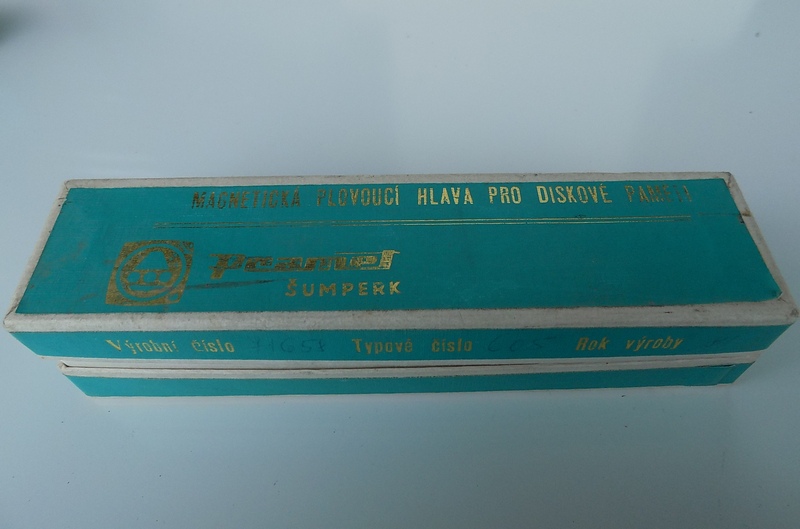 MAGNETICKÁ PLOVOUCÍ HLAVA PRO DISKOVÉ PAMĚTI
Pramet
ŠUMPERK
Výrobní číslo Typové číslo Rok výroby